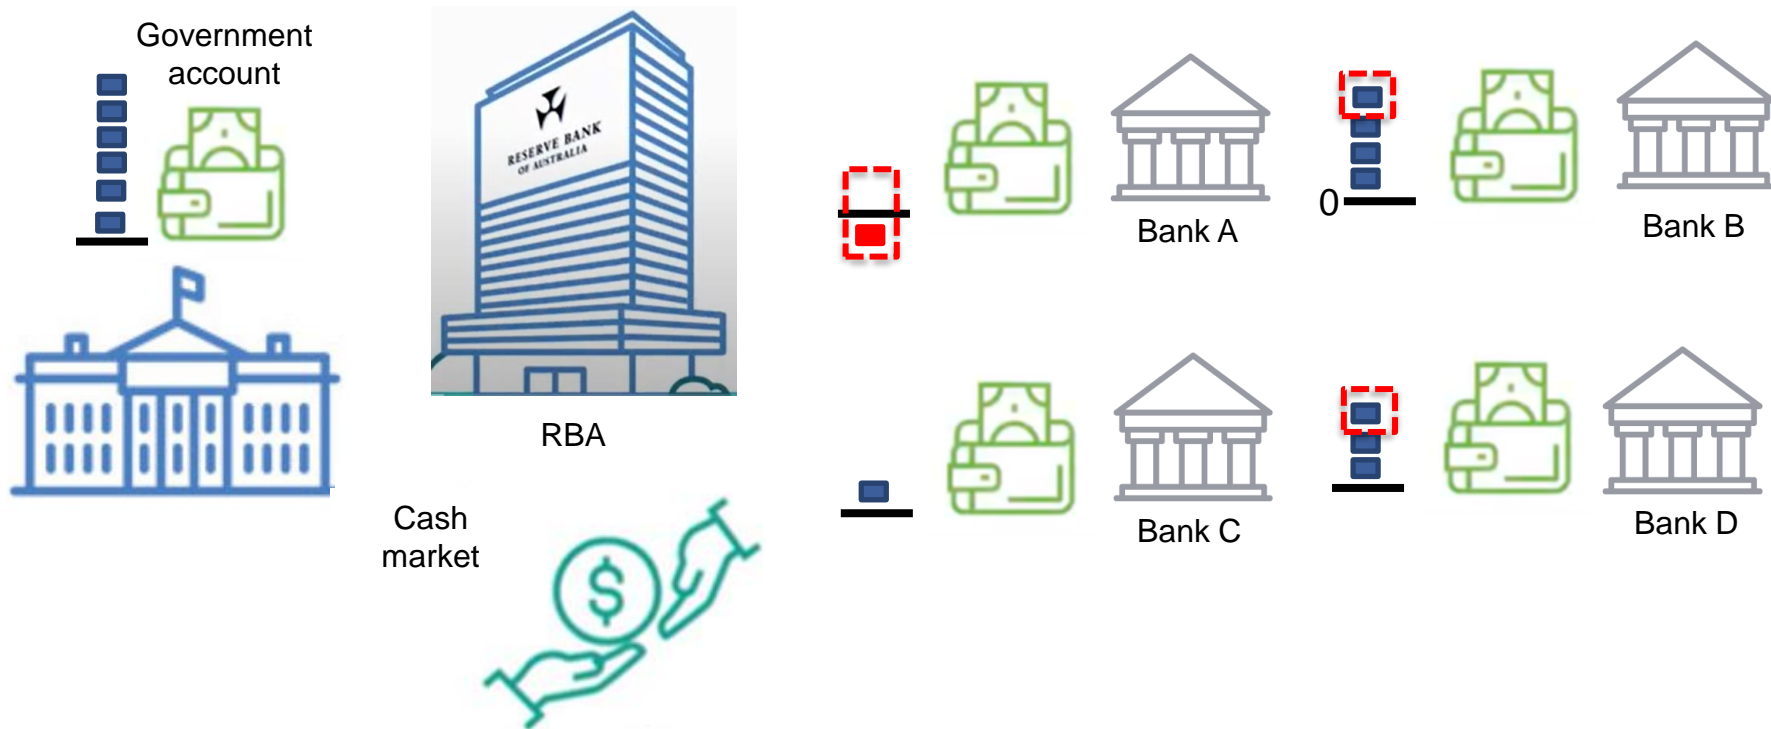 Government
account
RESERVE BANK
OF AUSTRALIA
RBA
Cash
market
$
Bank A
0
Bank B
Bank C
Bank D